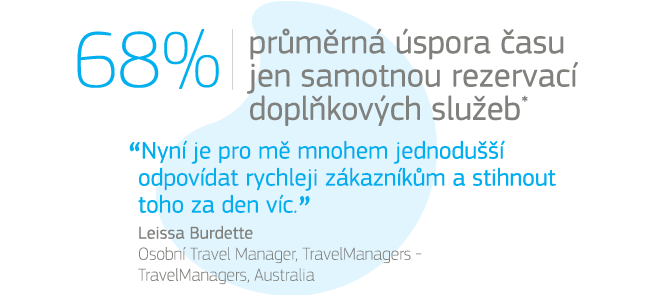 68%
průměrná úspora času
jen samotnou rezervací
doplňkových služeb*
“Nyní je pro mě mnohem jednodušší
odpovídat rychleji zákazníkům a stihnout
toho za den víc.”
Leissa Burdette
Osobní Travel Manager, TravelManagers –
TravelManagers, Australia